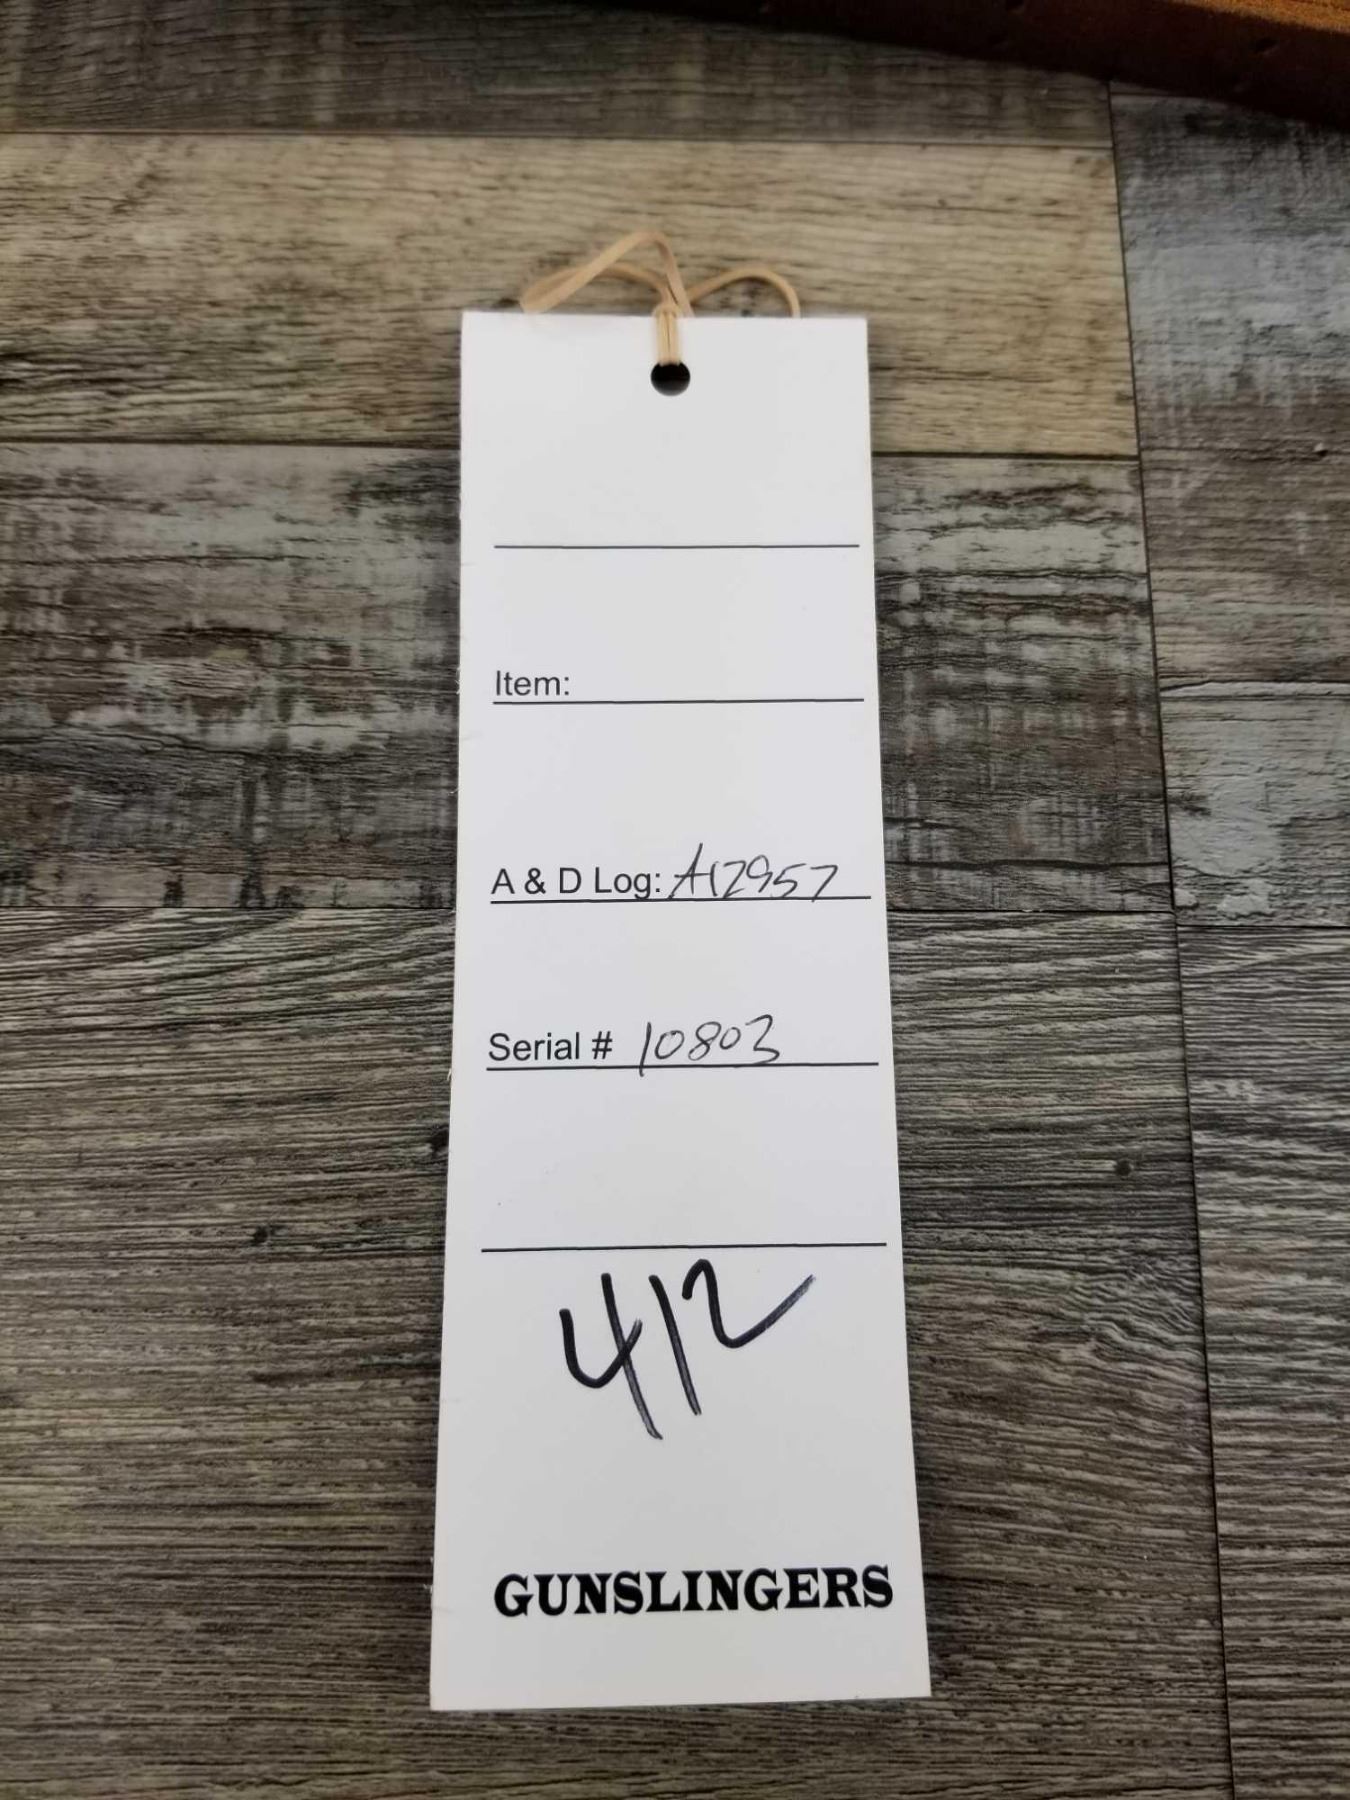 Item:
A & D Log: A12957
Serial # 10803
412
GUNSLINGERS